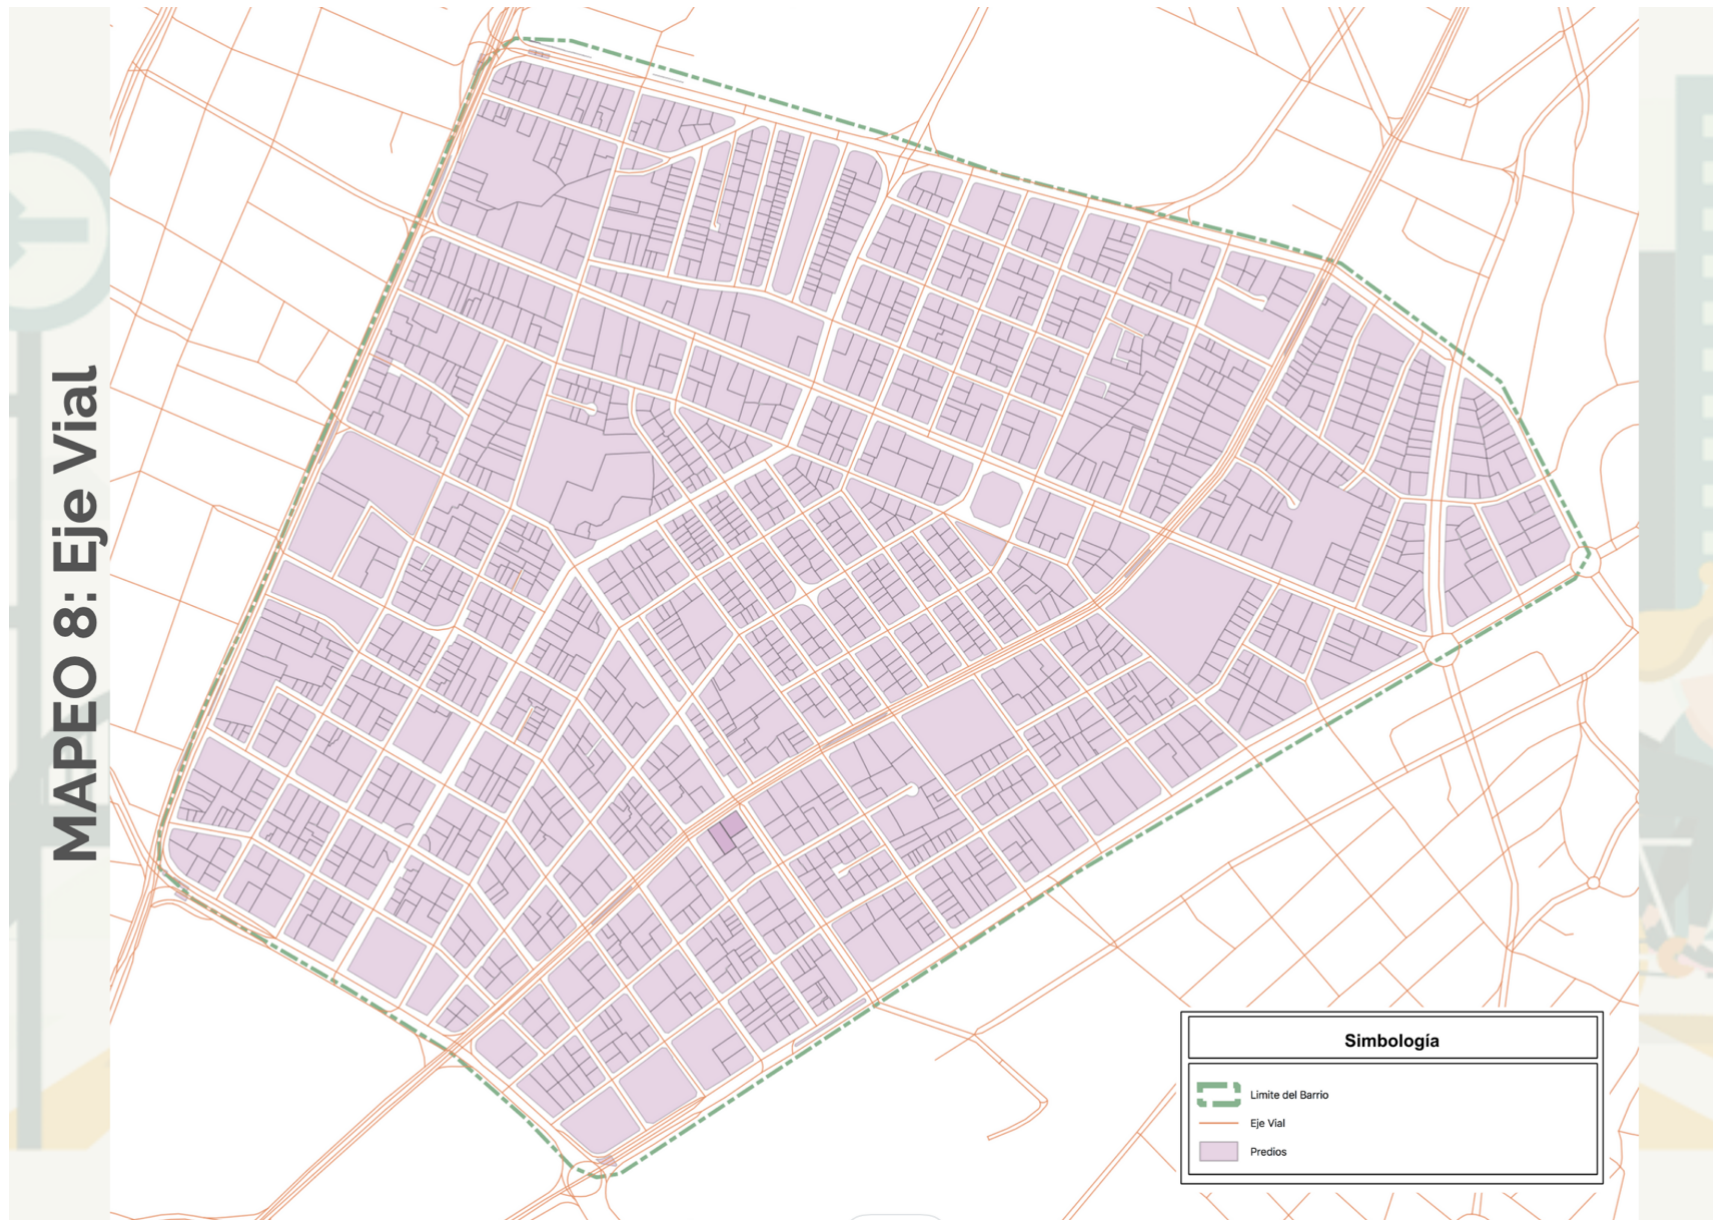 MAPEO 8: Eje Vial
Simbología
Limite del Barrio
Eje Vial
Predios